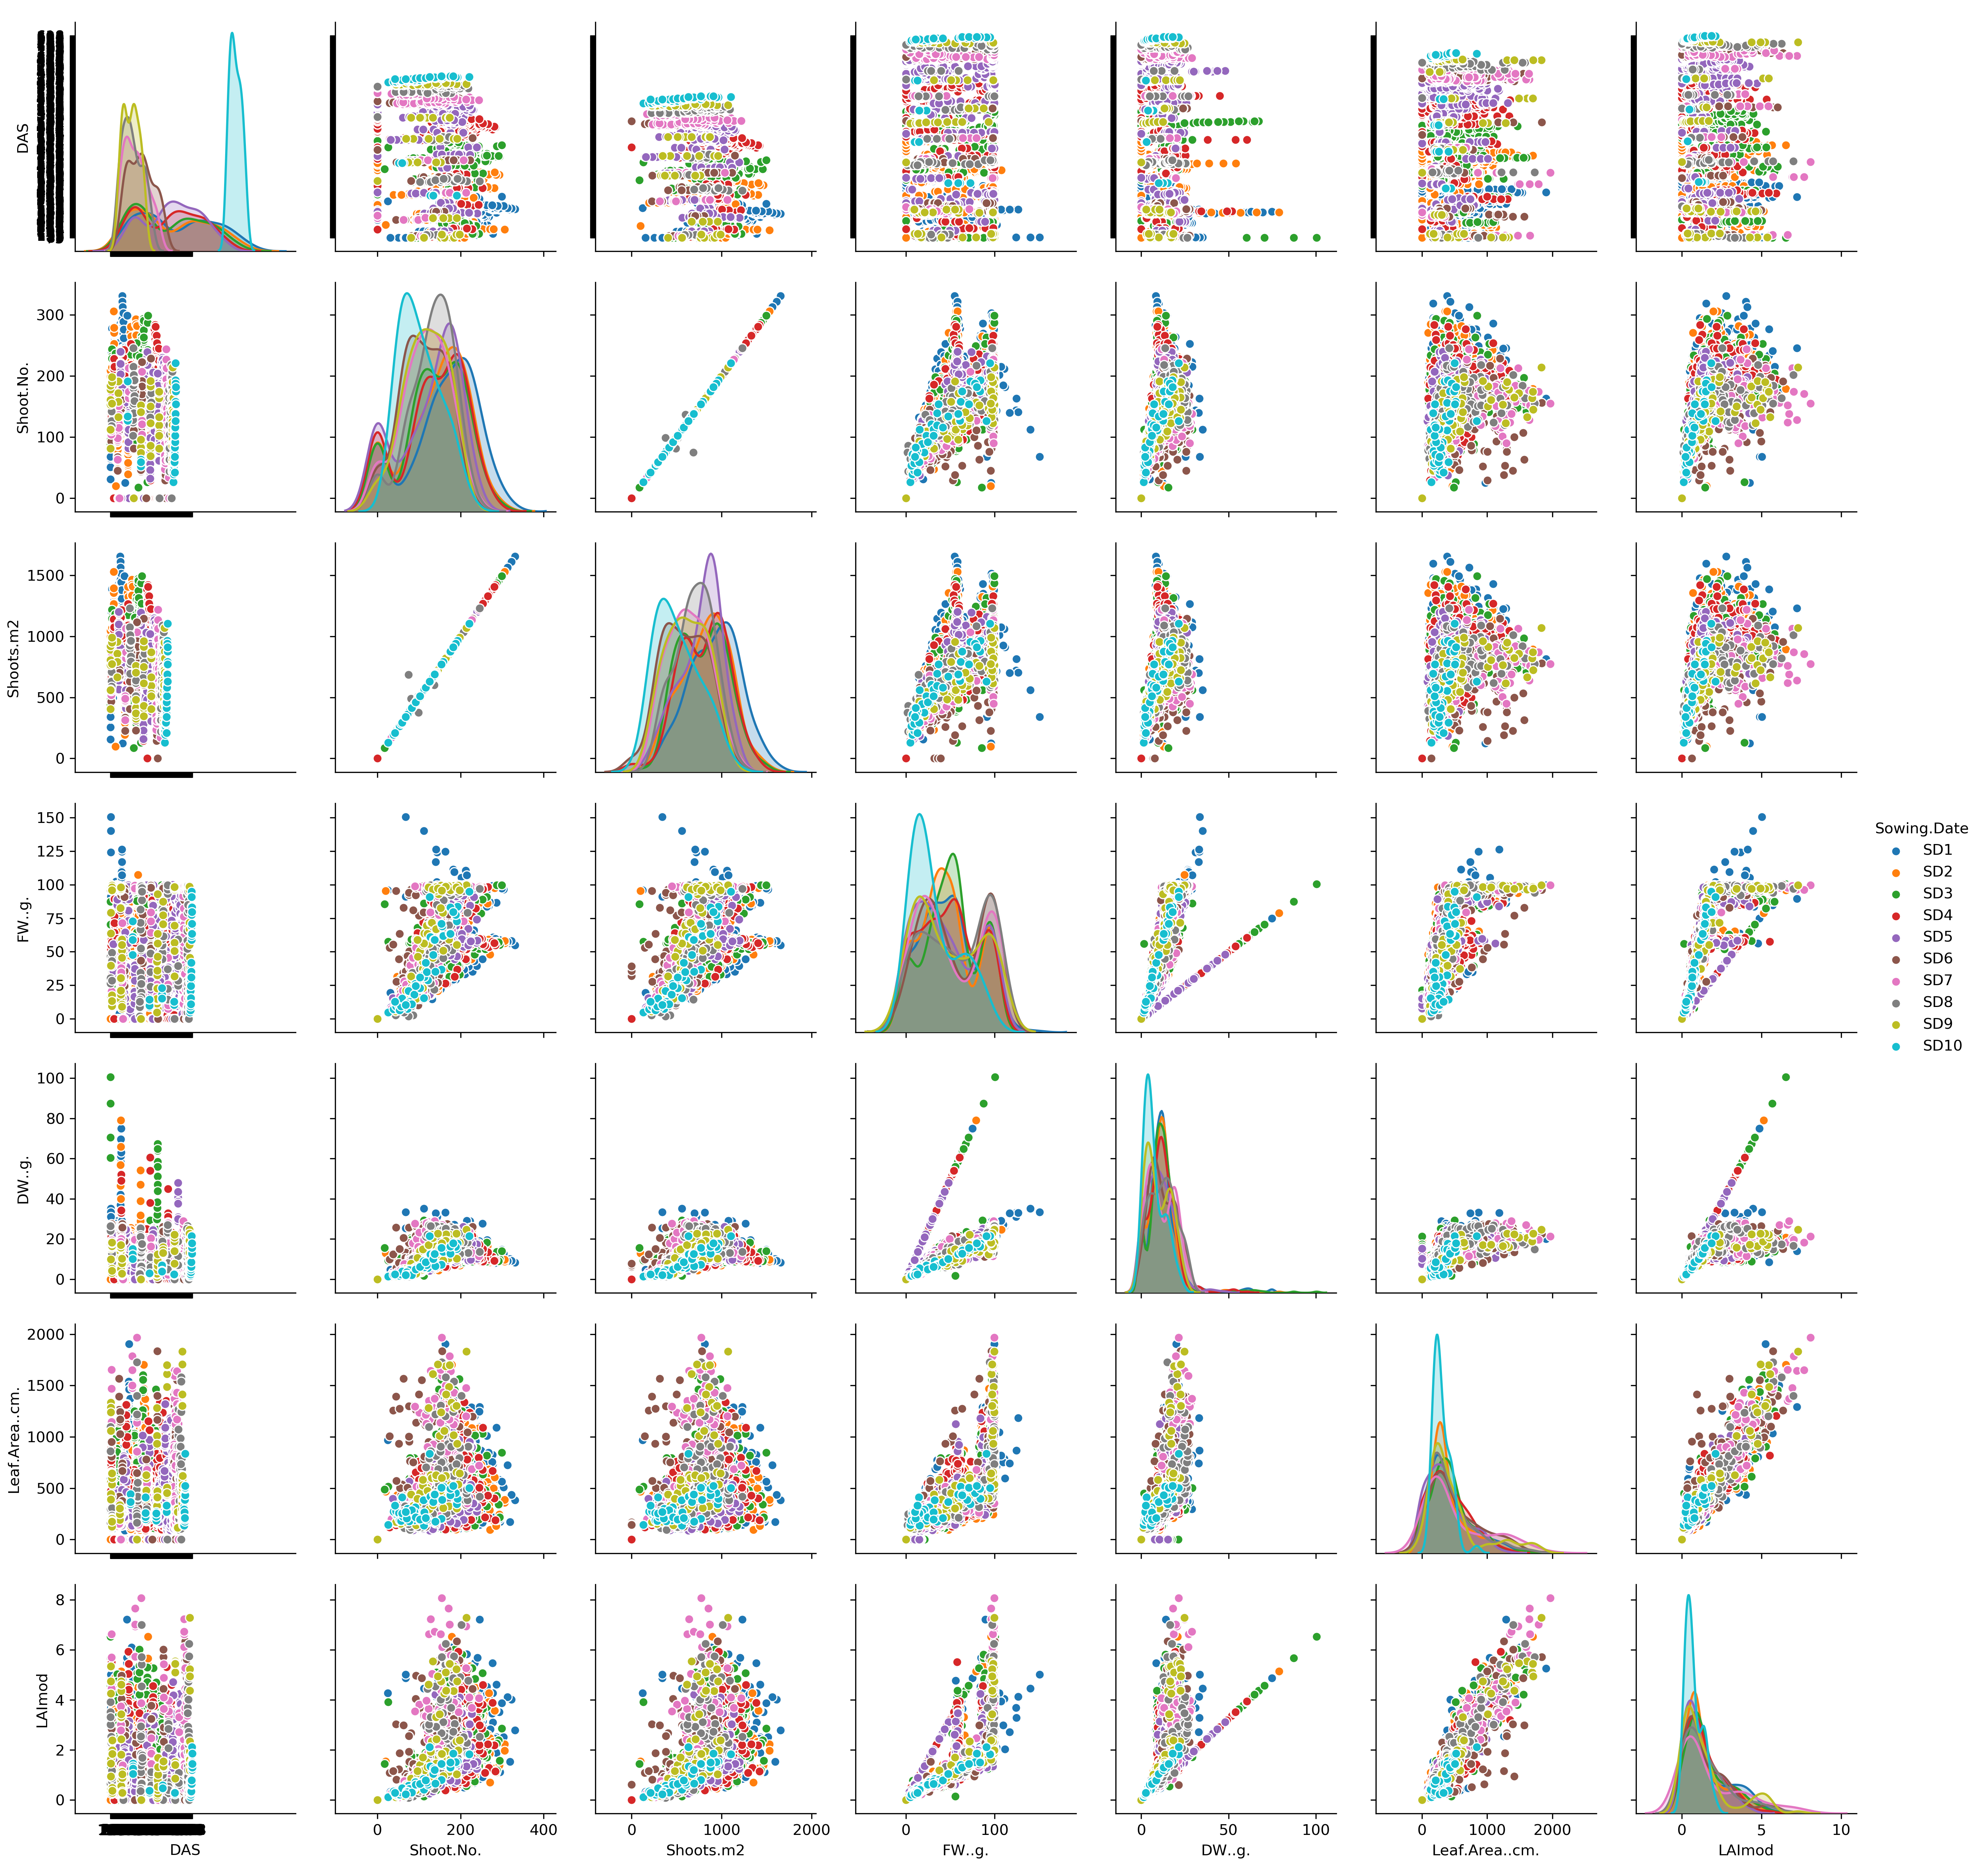 DAS
Shoot.No.
300
200
100
0
Shoots.m2
1500
1000
500
0
FW..g.
150
125
100
75
50
25
0
DW..g.
100
80
60
40
20
0
Leaf.Area..cm.
2000
1500
1000
500
0
LAImod
8
6
4
2
0
0 200 400
0 1000 2000
0 100
0 50 100
0 1000 2000
0 5 10
DAS
Shoot.No.
Shoots.m2
FW..g.
DW..g.
Leaf.Area..cm.
LAImod
Sowing.Date
SD1
SD2
SD3
SD4
SD5
SD6
SD7
SD8
SD9
SD10